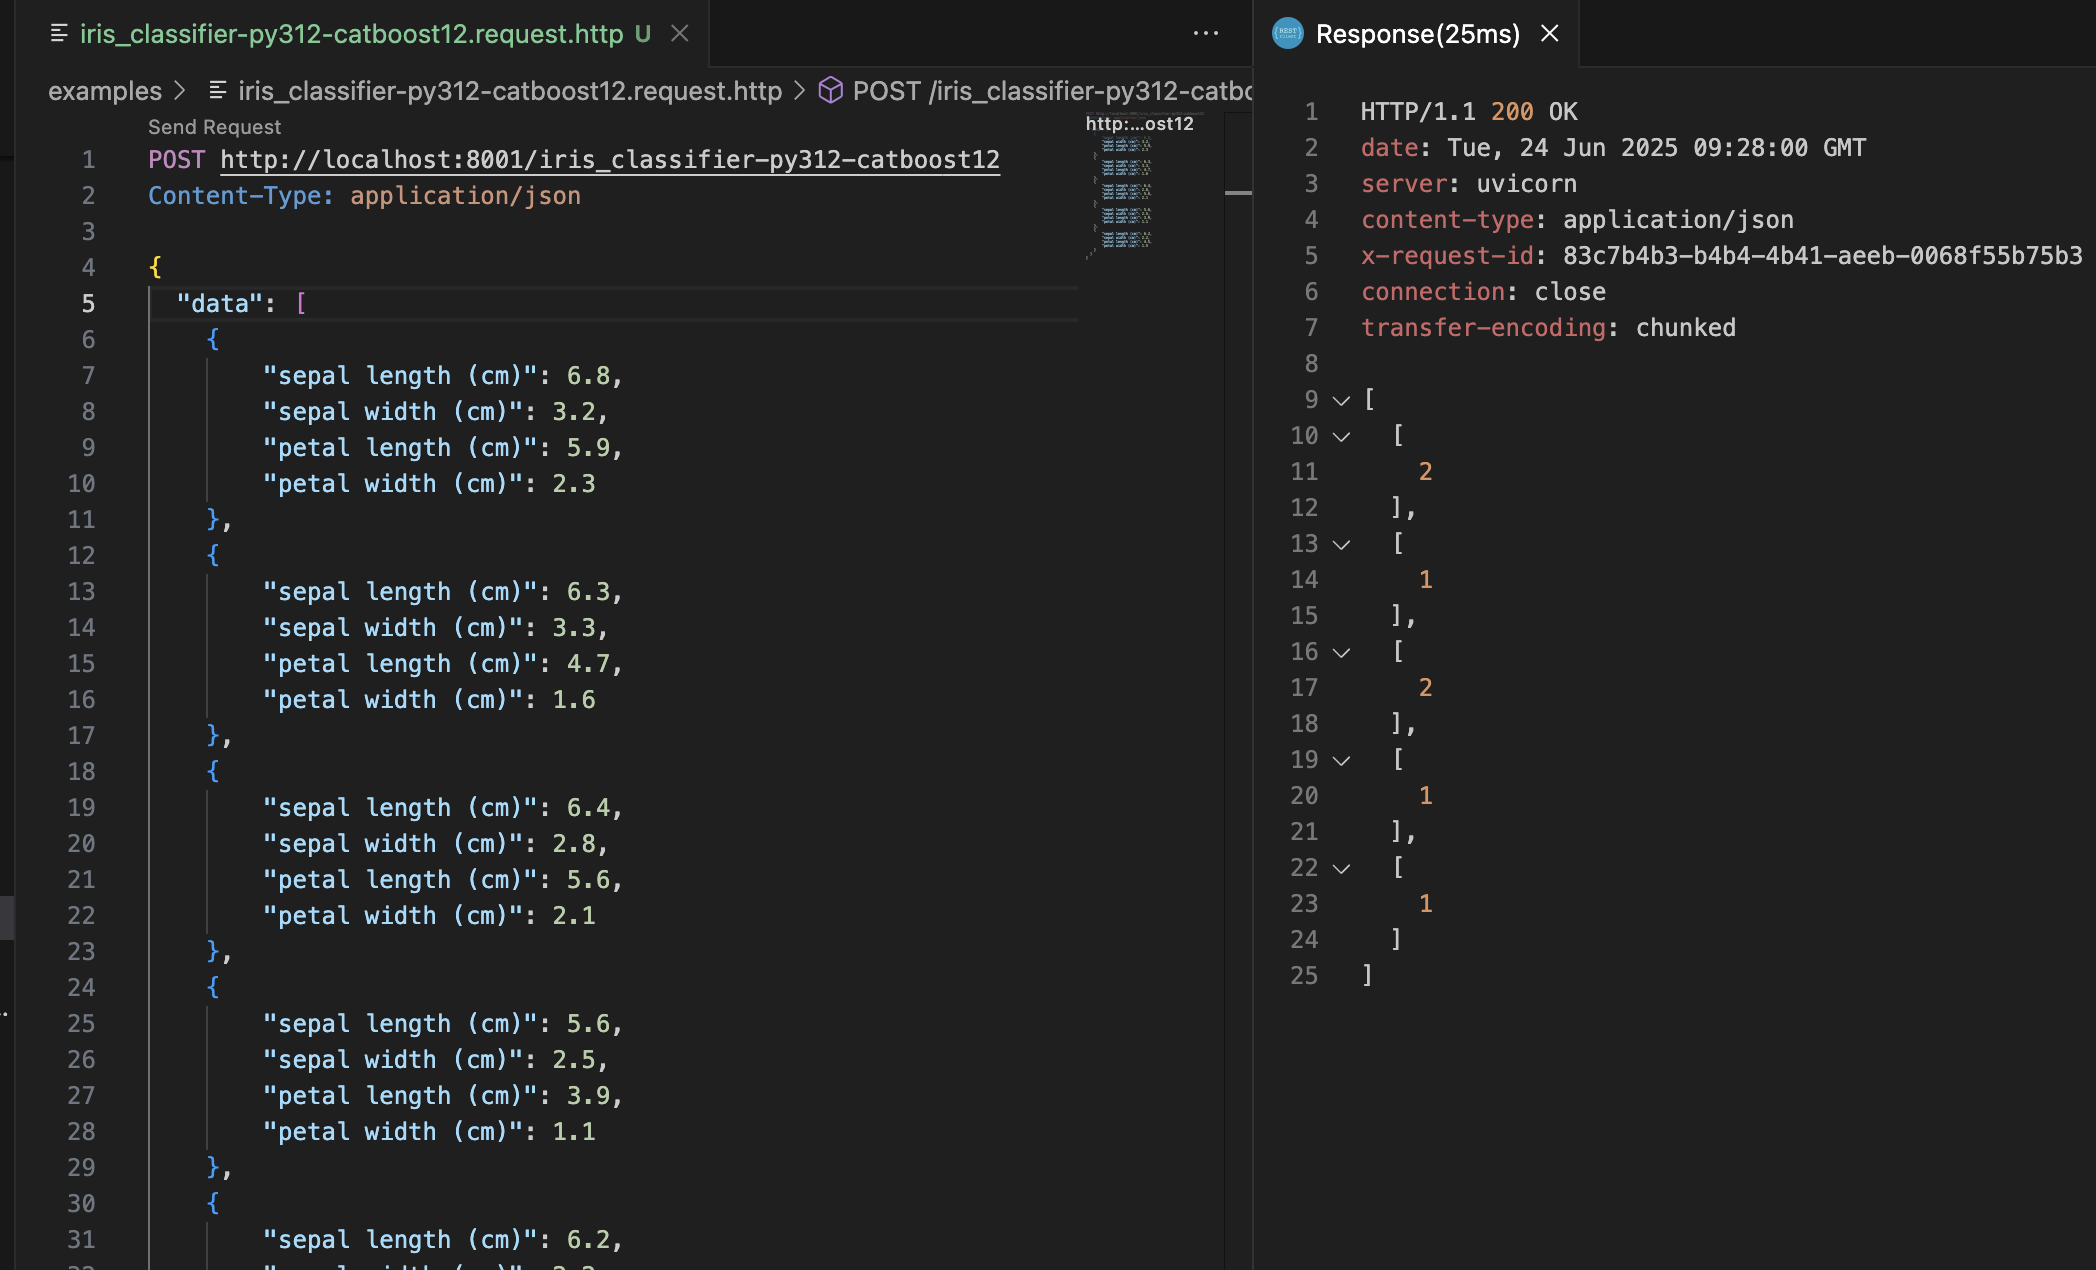 iris_classifier-py312-catboost12.request.http U
examples > iris_classifier-py312-catboost12.request.http > POST /iris_classifier-py312-catbo
Send Request
http:...ost12
1 POST http://localhost:8001/iris_classifier-py312-catboost12
2 Content-Type: application/json
3
4 {
5 "data": [
6 {
7 "sepal length (cm)": 6.8,
8 "sepal width (cm)": 3.2,
9 "petal length (cm)": 5.9,
10 "petal width (cm)": 2.3
11 },
12 {
13 "sepal length (cm)": 6.3,
14 "sepal width (cm)": 3.3,
15 "petal length (cm)": 4.7,
16 "petal width (cm)": 1.6
17 },
18 {
19 "sepal length (cm)": 6.4,
20 "sepal width (cm)": 2.8,
21 "petal length (cm)": 5.6,
22 "petal width (cm)": 2.1
23 },
24 {
25 "sepal length (cm)": 5.6,
26 "sepal width (cm)": 2.5,
27 "petal length (cm)": 3.9,
28 "petal width (cm)": 1.1
29 },
30 {
31 "sepal length (cm)": 6.2,
Response(25ms)
1 HTTP/1.1 200 OK
2 date: Tue, 24 Jun 2025 09:28:00 GMT
3 server: uvicorn
4 content-type: application/json
5 x-request-id: 83c7b4b3-b4b4-4b41-aeeb-0068f55b75b3
6 connection: close
7 transfer-encoding: chunked
8
9 [
10 [
11 2
12 ],
13 [
14 1
15 ],
16 [
17 2
18 ],
19 [
20 1
21 ],
22 [
23 1
24 ]
25 ]